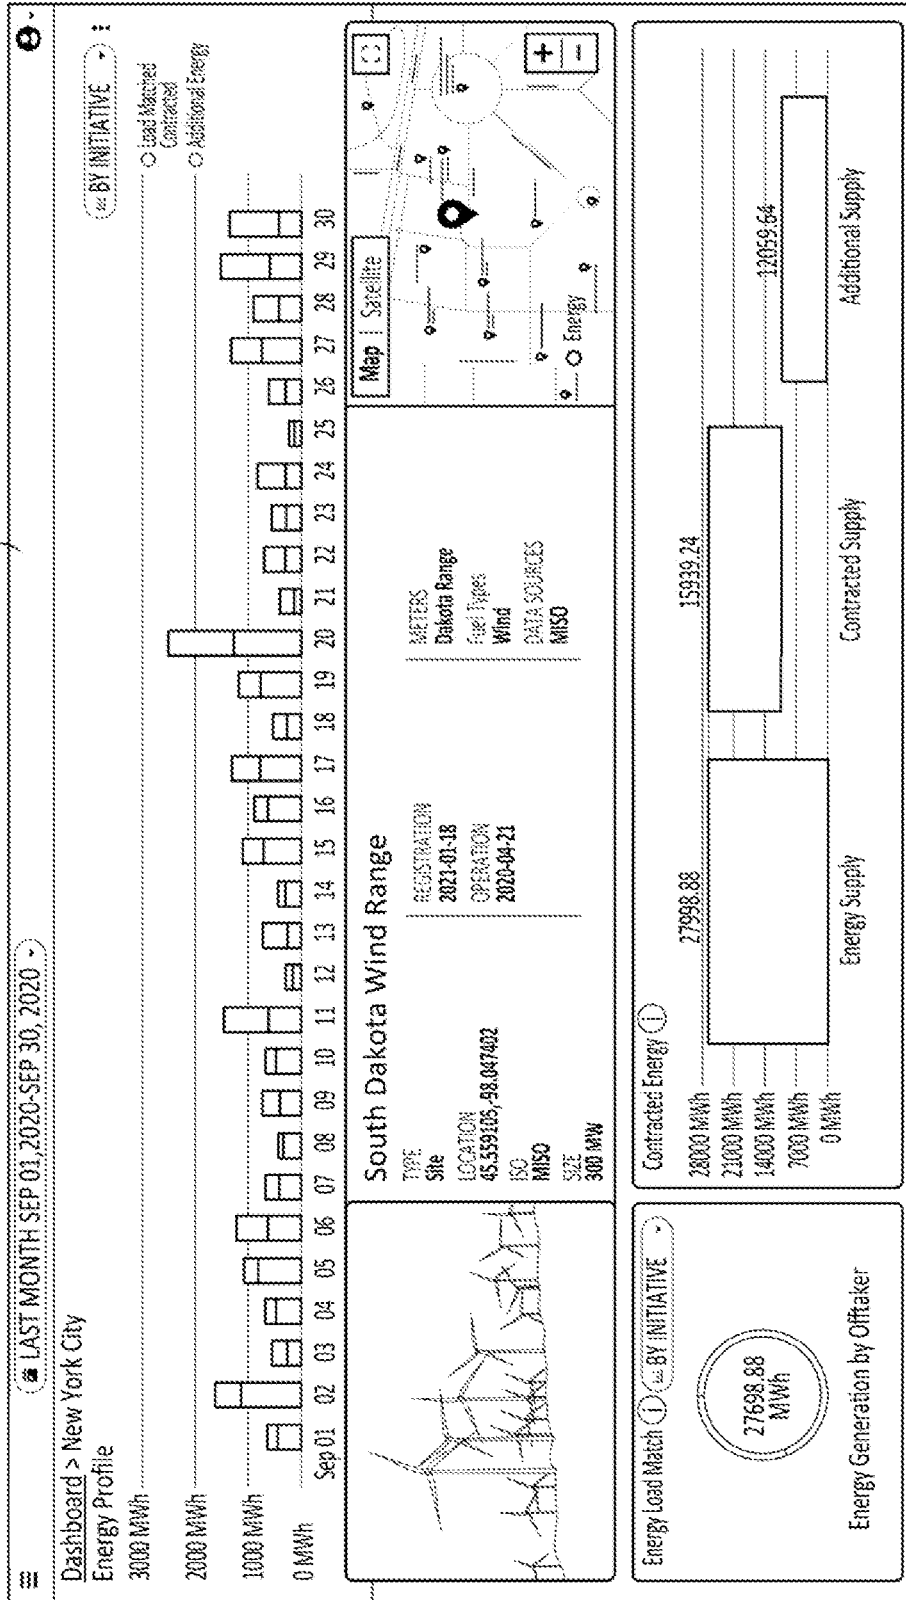 LAST MONTH SEP 01,2020-SEP 30, 2020
Dashboard > New York City
Energy Profile
BY INITIATIVE
3000 MWh
2000 MWh
1000 MWh
0 MWh
Load Matched
Contracted
Additional Energy
Sep 01 02 03 04 05 06 07 08 09 10 11 12 13 14 15 16 17 18 19 20 21 22 23 24 25 26 27 28 29 30
South Dakota Wind Range
TYPE
Site
LOCATION
45.559105,-98.047402
ISO
MISO
SIZE
300 MW
REGISTRATION
2021-01-18
OPERATION
2020-04-21
METERS
Dakota Range
Fuel Types
Wind
DATA SOURCES
MISO
Map | Satellite
+
−
Energy
Energy Load Match i BY INITIATIVE
27698.88
MWh
Energy Generation by Offtaker
Contracted Energy i
28000 MWh
21000 MWh
14000 MWh
7000 MWh
0 MWh
27998.88
15939.24
12059.64
Energy Supply
Contracted Supply
Additional Supply